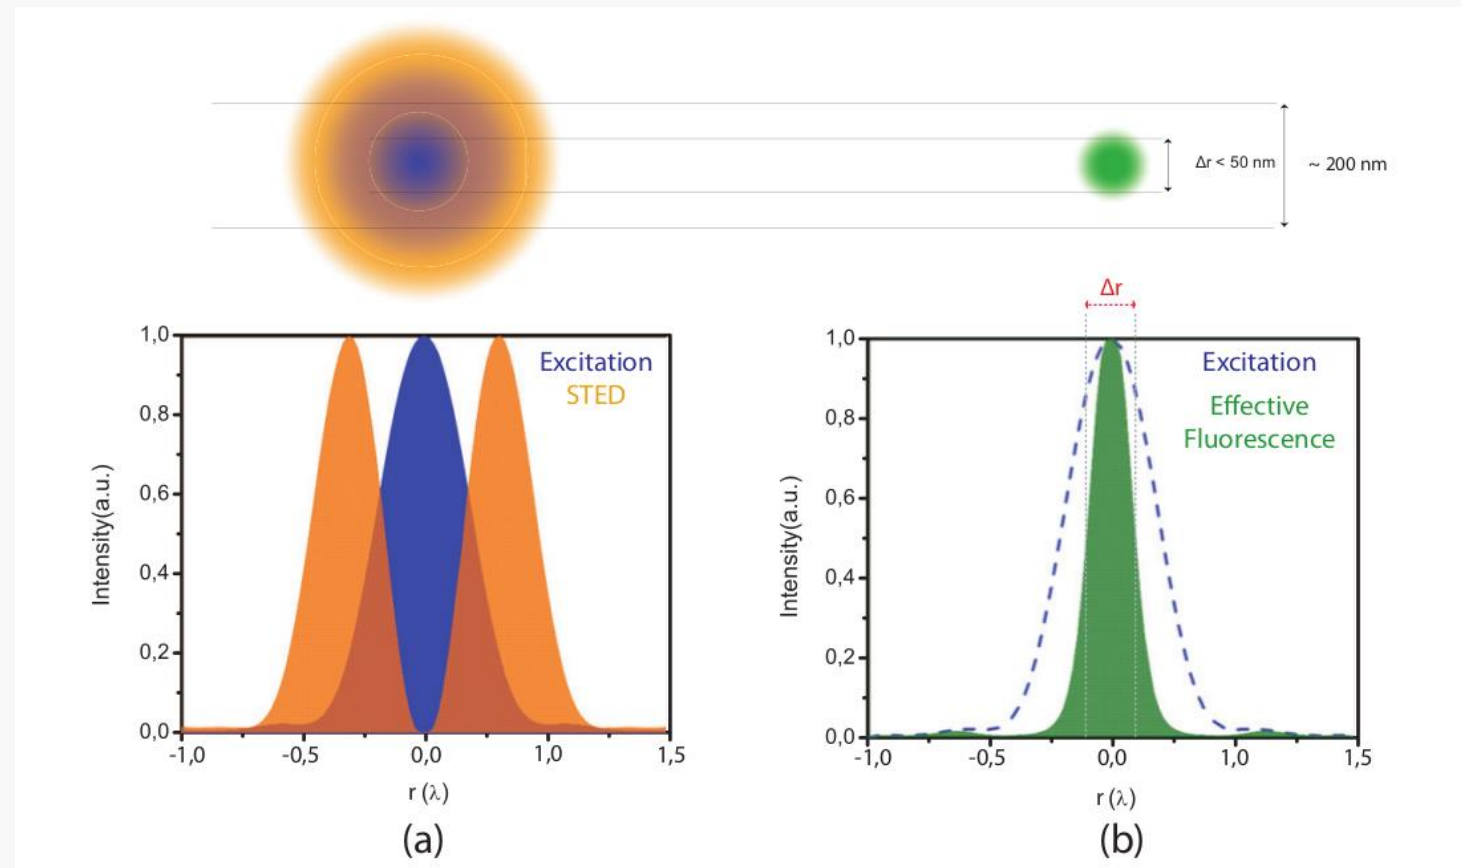 Δr < 50 nm
~ 200 nm
Δr
1,0
0,8
0,6
0,4
0,2
0,0
Intensity(a.u.)
Excitation
STED
-1,0
-0,5
0,0
1,0
1,5
r (λ)
(a)
1,0
0,8
0,6
0,4
0,2
0,0
Intensity(a.u.)
Excitation
Effective
Fluorescence
-1,0
-0,5
0,0
1,0
1,5
r (λ)
(b)